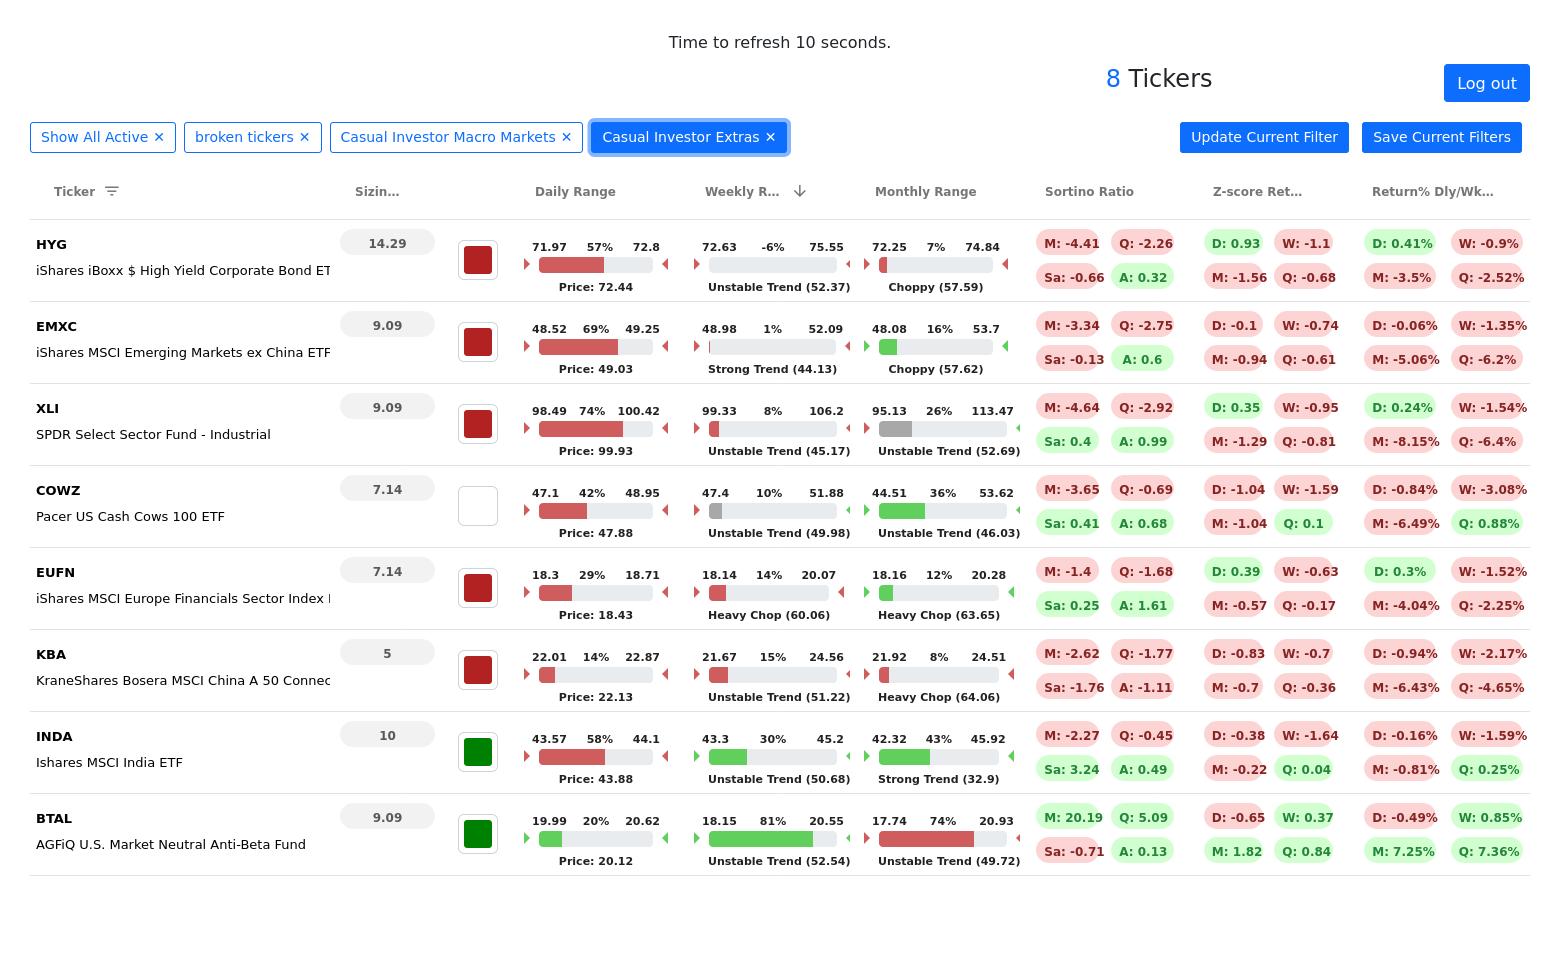 Time to refresh 10 seconds.
8 Tickers
Log out
Show All Active ✕ broken tickers ✕ Casual Investor Macro Markets ✕ Casual Investor Extras ✕ Update Current Filter Save Current Filters
Ticker Sizin… Daily Range Weekly R… Monthly Range Sortino Ratio Z-score Ret… Return% Dly/Wk…
HYG 14.29 71.97 57% 72.8 72.63 -6% 75.55 72.25 7% 74.84 M: -4.41 Q: -2.26 D: 0.93 W: -1.1 D: 0.41% W: -0.9%
iShares iBoxx $ High Yield Corporate Bond ET Sa: -0.66 A: 0.32 M: -1.56 Q: -0.68 M: -3.5% Q: -2.52%
Price: 72.44 Unstable Trend (52.37) Choppy (57.59)
EMXC 9.09 48.52 69% 49.25 48.98 1% 52.09 48.08 16% 53.7 M: -3.34 Q: -2.75 D: -0.1 W: -0.74 D: -0.06% W: -1.35%
iShares MSCI Emerging Markets ex China ETF Sa: -0.13 A: 0.6 M: -0.94 Q: -0.61 M: -5.06% Q: -6.2%
Price: 49.03 Strong Trend (44.13) Choppy (57.62)
XLI 9.09 98.49 74% 100.42 99.33 8% 106.2 95.13 26% 113.47 M: -4.64 Q: -2.92 D: 0.35 W: -0.95 D: 0.24% W: -1.54%
SPDR Select Sector Fund - Industrial Sa: 0.4 A: 0.99 M: -1.29 Q: -0.81 M: -8.15% Q: -6.4%
Price: 99.93 Unstable Trend (45.17) Unstable Trend (52.69)
COWZ 7.14 47.1 42% 48.95 47.4 10% 51.88 44.51 36% 53.62 M: -3.65 Q: -0.69 D: -1.04 W: -1.59 D: -0.84% W: -3.08%
Pacer US Cash Cows 100 ETF Sa: 0.41 A: 0.68 M: -1.04 Q: 0.1 M: -6.49% Q: 0.88%
Price: 47.88 Unstable Trend (49.98) Unstable Trend (46.03)
EUFN 7.14 18.3 29% 18.71 18.14 14% 20.07 18.16 12% 20.28 M: -1.4 Q: -1.68 D: 0.39 W: -0.63 D: 0.3% W: -1.52%
iShares MSCI Europe Financials Sector Index Sa: 0.25 A: 1.61 M: -0.57 Q: -0.17 M: -4.04% Q: -2.25%
Price: 18.43 Heavy Chop (60.06) Heavy Chop (63.65)
KBA 5 22.01 14% 22.87 21.67 15% 24.56 21.92 8% 24.51 M: -2.62 Q: -1.77 D: -0.83 W: -0.7 D: -0.94% W: -2.17%
KraneShares Bosera MSCI China A 50 Connec Sa: -1.76 A: -1.11 M: -0.7 Q: -0.36 M: -6.43% Q: -4.65%
Price: 22.13 Unstable Trend (51.22) Heavy Chop (64.06)
INDA 10 43.57 58% 44.1 43.3 30% 45.2 42.32 43% 45.92 M: -2.27 Q: -0.45 D: -0.38 W: -1.64 D: -0.16% W: -1.59%
Ishares MSCI India ETF Sa: 3.24 A: 0.49 M: -0.22 Q: 0.04 M: -0.81% Q: 0.25%
Price: 43.88 Unstable Trend (50.68) Strong Trend (32.9)
BTAL 9.09 19.99 20% 20.62 18.15 81% 20.55 17.74 74% 20.93 M: 20.19 Q: 5.09 D: -0.65 W: 0.37 D: -0.49% W: 0.85%
AGFiQ U.S. Market Neutral Anti-Beta Fund Sa: -0.71 A: 0.13 M: 1.82 Q: 0.84 M: 7.25% Q: 7.36%
Price: 20.12 Unstable Trend (52.54) Unstable Trend (49.72)